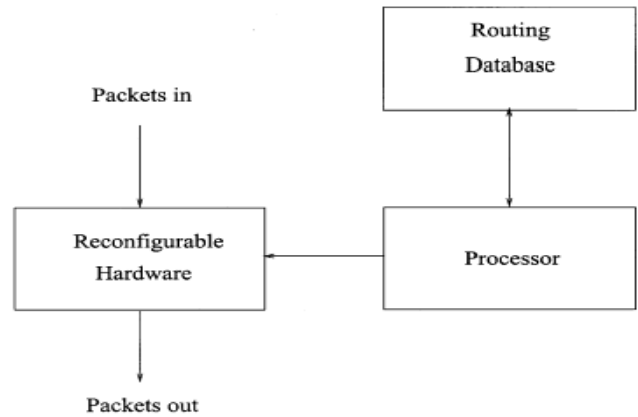 Routing
Database
Packets in
Reconfigurable
Hardware
Processor
Packets out